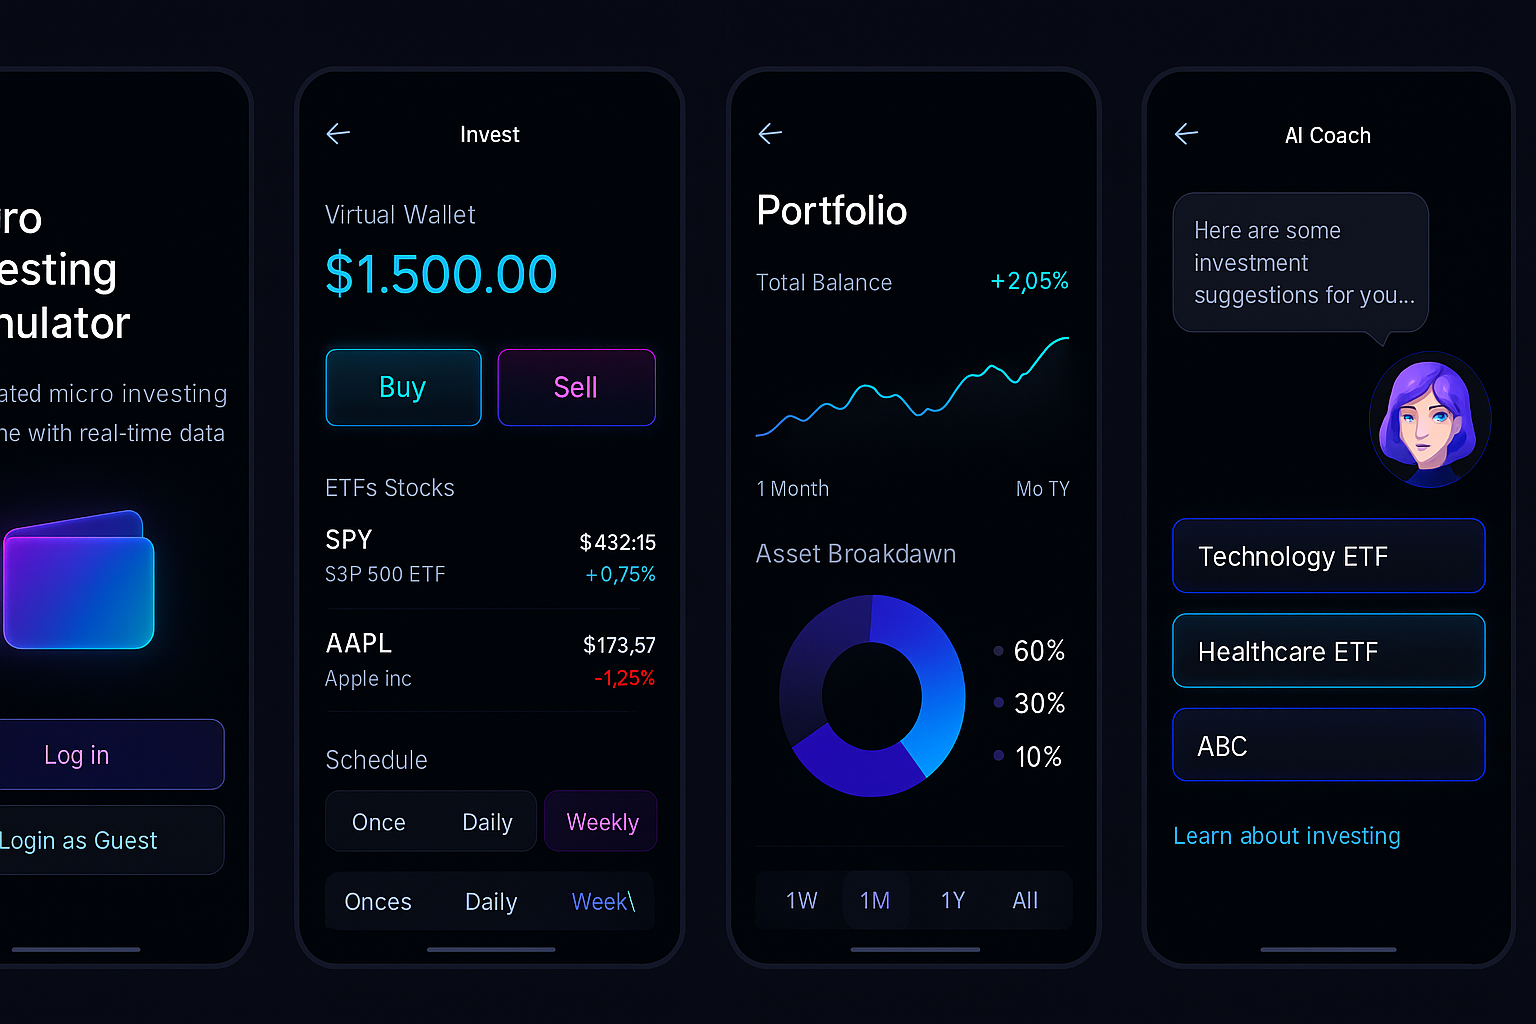 ro
esting
nulator
ated micro investing
ne with real-time data
Log in
Login as Guest
Invest
Virtual Wallet
$1.500.00
Buy
Sell
ETFs Stocks
SPY
$432:15
S3P 500 ETF
+0,75%
AAPL
$173,57
Apple inc
-1,25%
Schedule
Once
Daily
Weekly
Onces
Daily
Week\
Portfolio
Total Balance
+2,05%
1 Month
Mo TY
Asset Broakdawn
60%
30%
10%
1W
1M
1Y
All
AI Coach
Here are some
investment
suggestions for you...
Technology ETF
Healthcare ETF
ABC
Learn about investing